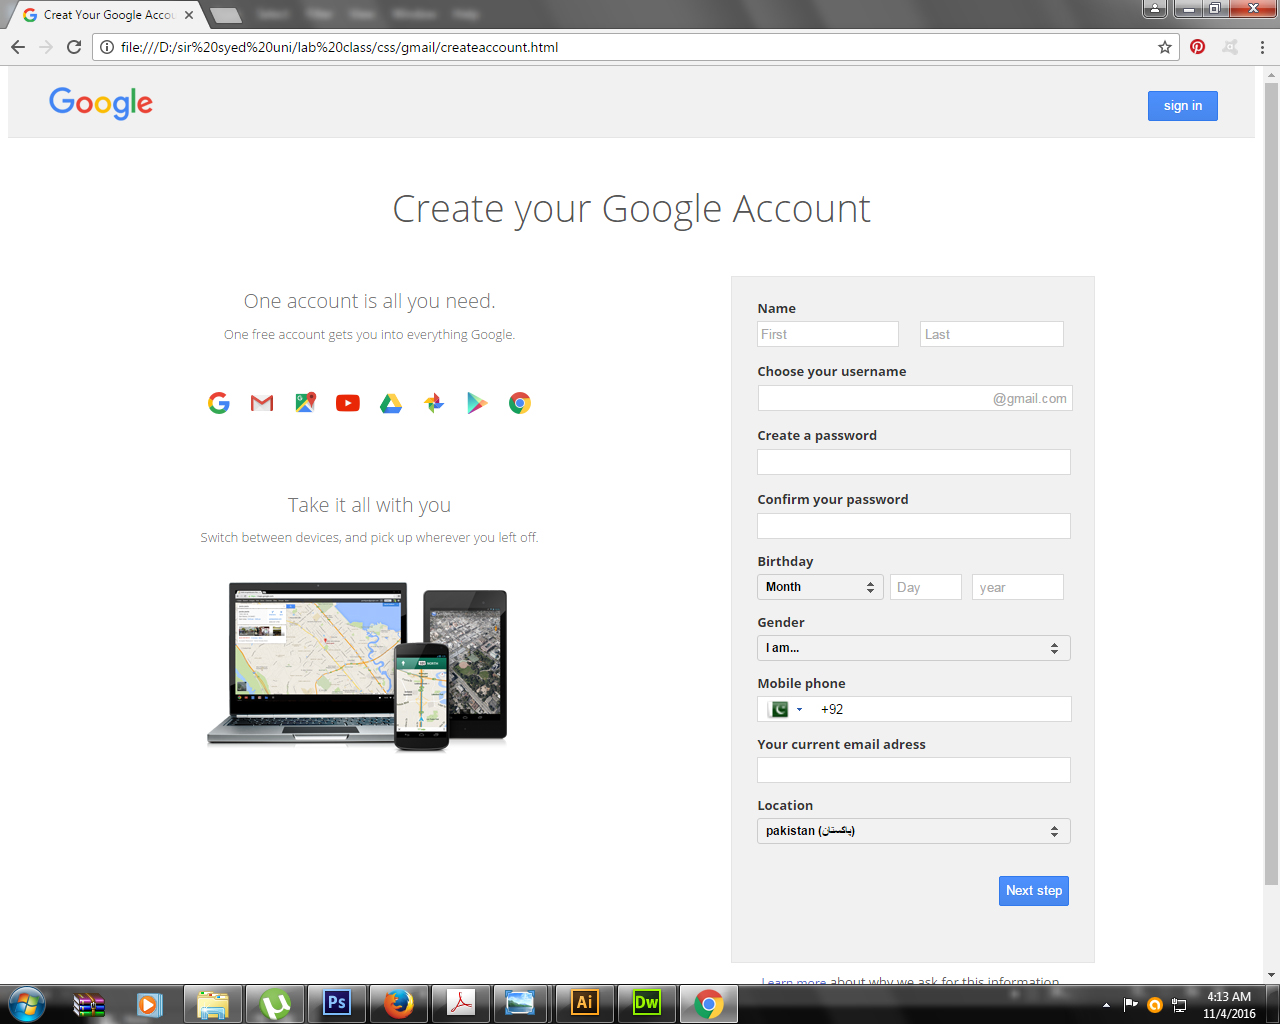 Creat Your Google Accou
file:///D:/sir%20syed%20uni/lab%20class/css/gmail/createaccount.html
Google
sign in
Create your Google Account
One account is all you need.
One free account gets you into everything Google.
Take it all with you
Switch between devices, and pick up wherever you left off.
Name
First Last
Choose your username
@gmail.com
Create a password
Confirm your password
Birthday
Month Day year
Gender
I am...
Mobile phone
+92
Your current email adress
Location
pakistan (پاکستان)
Next step
Learn more about why we ask for this information
Ps
Ai
Dw
4:13 AM
11/4/2016